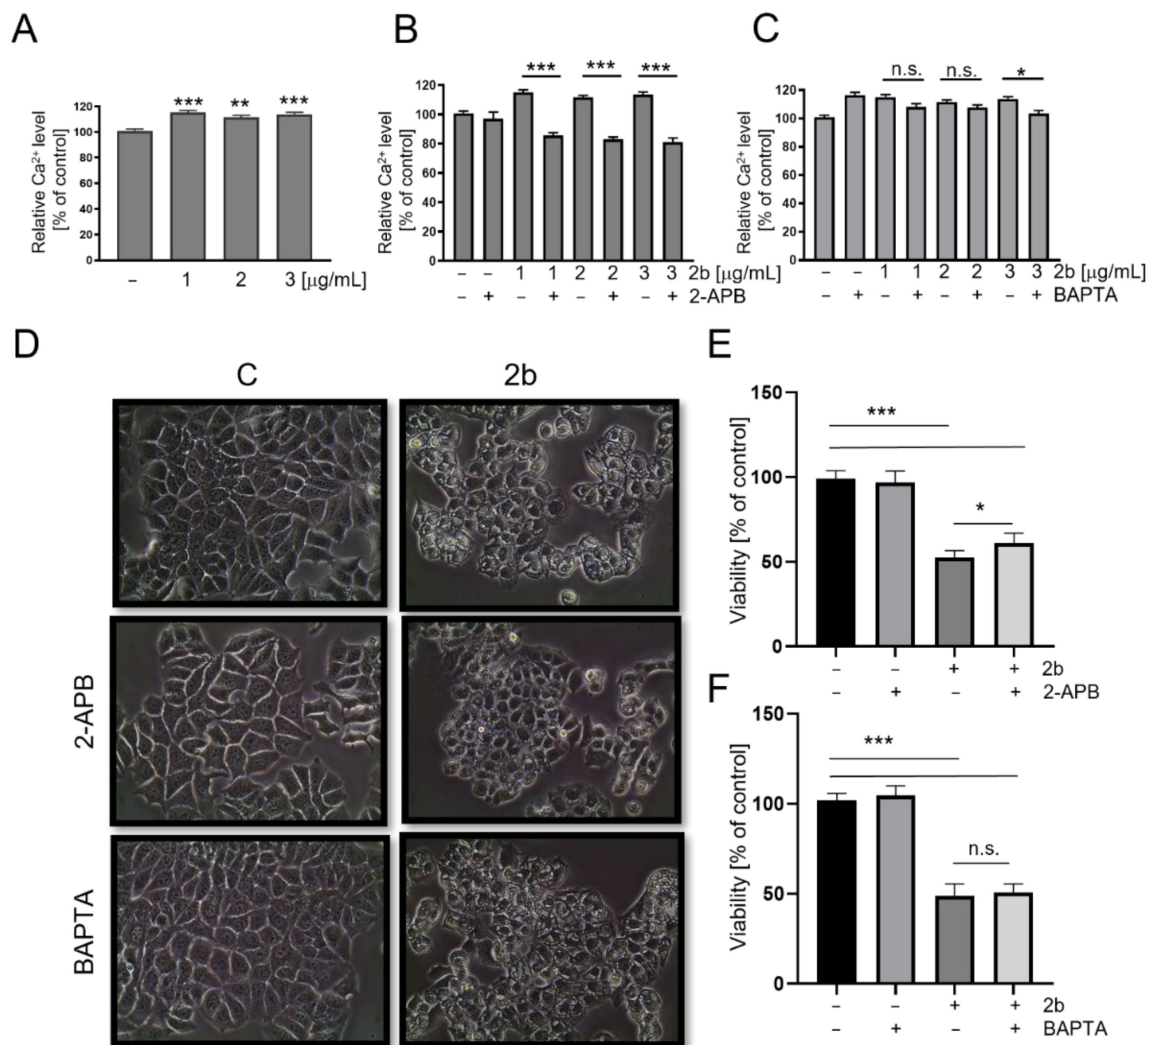 A
Relative Ca²⁺ level
[% of control]
120
100
80
60
40
20
0
*** ** ***
– 1 2 3 [µg/mL]
B
Relative Ca²⁺ level
[% of control]
120
100
80
60
40
20
0
*** *** ***
– – 1 1 2 2 3 3 2b [µg/mL]
– + – + – + – + 2-APB
C
Relative Ca²⁺ level
[% of control]
120
100
80
60
40
20
0
n.s. n.s. *
– – 1 1 2 2 3 3 2b [µg/mL]
– + – + – + – + BAPTA
D
C 2b
2-APB
BAPTA
E
Viability [% of control]
150
100
50
0
***
*
– – + + 2b
– + – + 2-APB
F
Viability [% of control]
150
100
50
0
***
n.s.
– – + + 2b
– + – + BAPTA